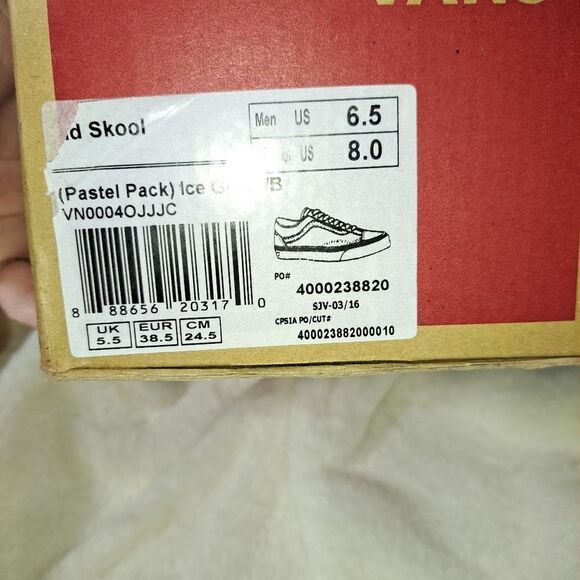 VANS
d Skool
Men US 6.5
US 8.0
(Pastel Pack) Ice /B
VN0004OJJJC
8 88656 20317 0
UK 5.5
EUR 38.5
CM 24.5
PO# 4000238820
SJV-03/16
CPSIA PO/CUT#
400023882000010